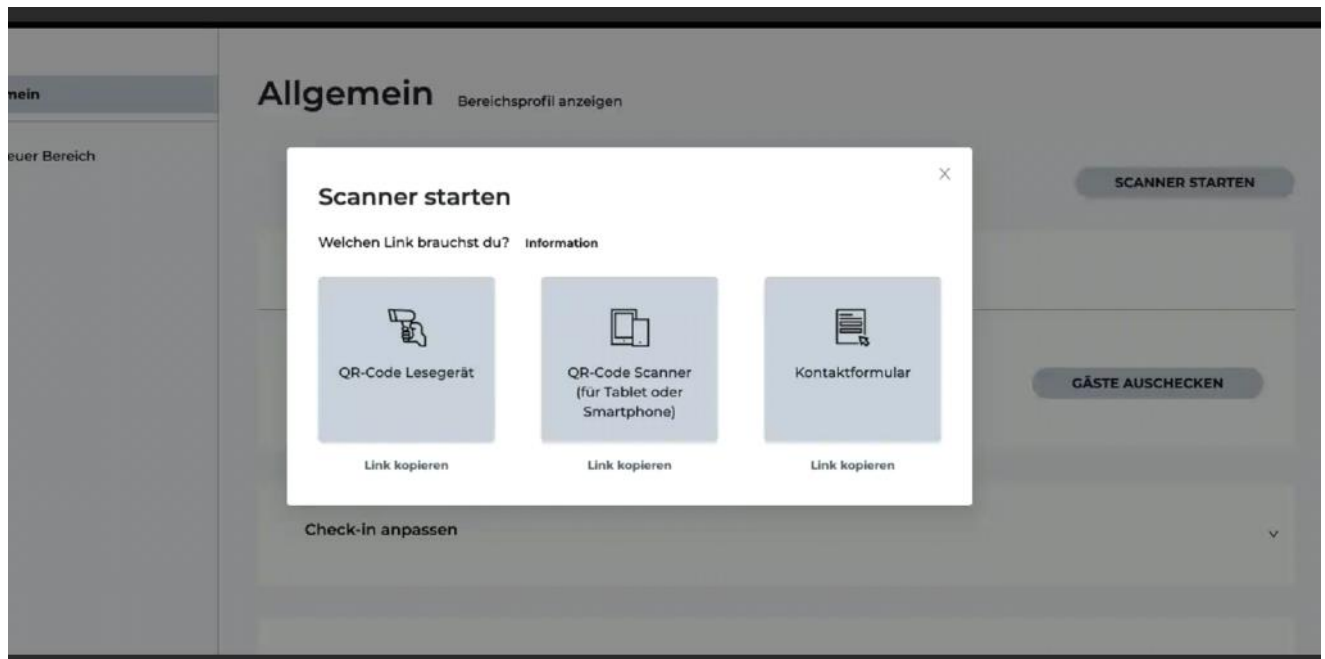 mein
Allgemein Bereichsprofil anzeigen
euer Bereich
SCANNER STARTEN
Scanner starten
Welchen Link brauchst du? Information
QR-Code Lesegerät
QR-Code Scanner
(für Tablet oder
Smartphone)
Kontaktformular
GÄSTE AUSCHECKEN
Link kopieren
Link kopieren
Link kopieren
Check-in anpassen